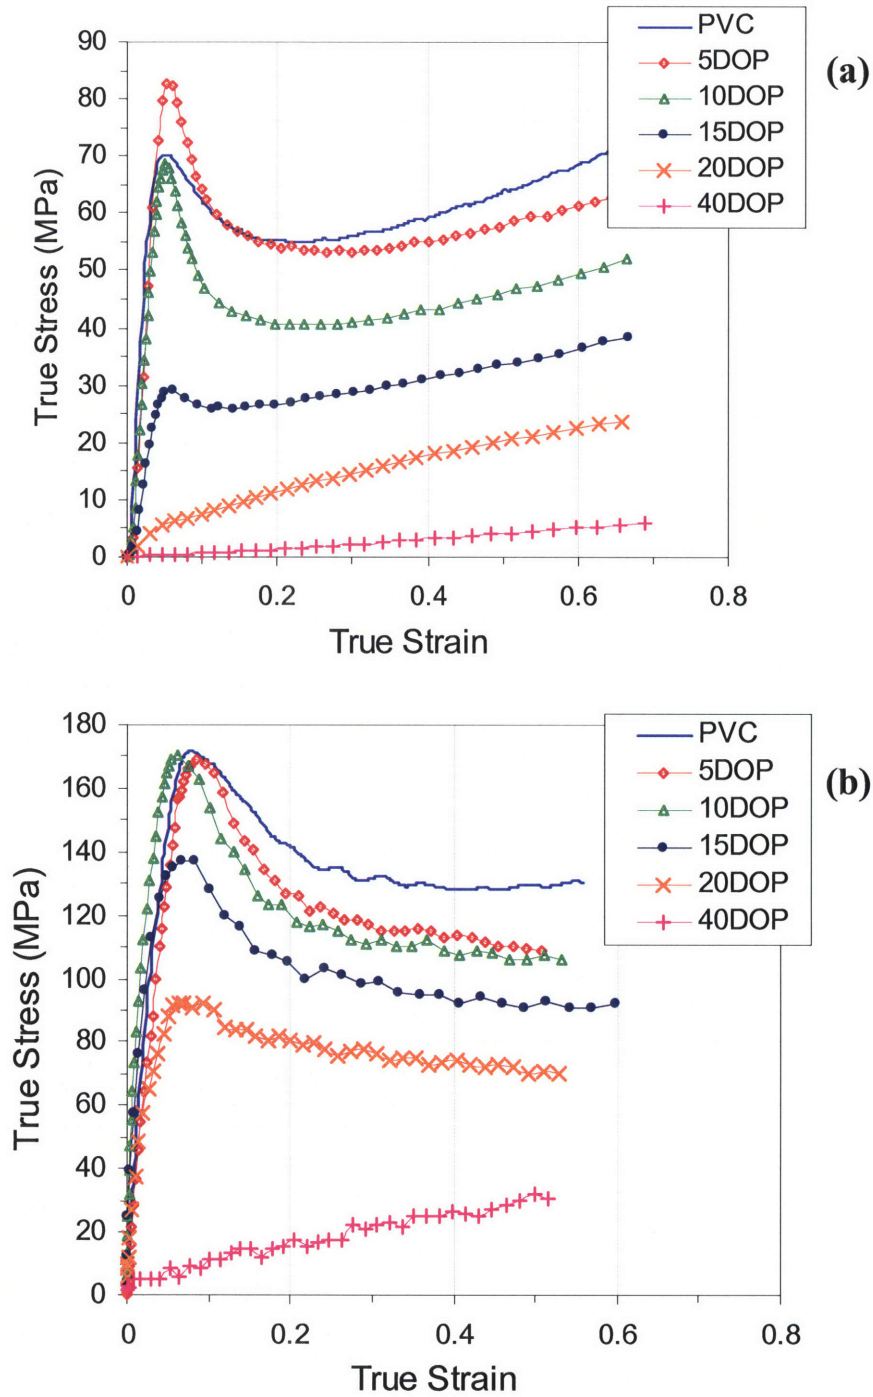 PVC
5DOP
10DOP
15DOP
20DOP
40DOP
(a)
90
80
70
60
50
40
30
20
10
0
True Stress (MPa)
0 0.2 0.4 0.6 0.8
True Strain
PVC
5DOP
10DOP
15DOP
20DOP
40DOP
(b)
180
160
140
120
100
80
60
40
20
0
True Stress (MPa)
0 0.2 0.4 0.6 0.8
True Strain